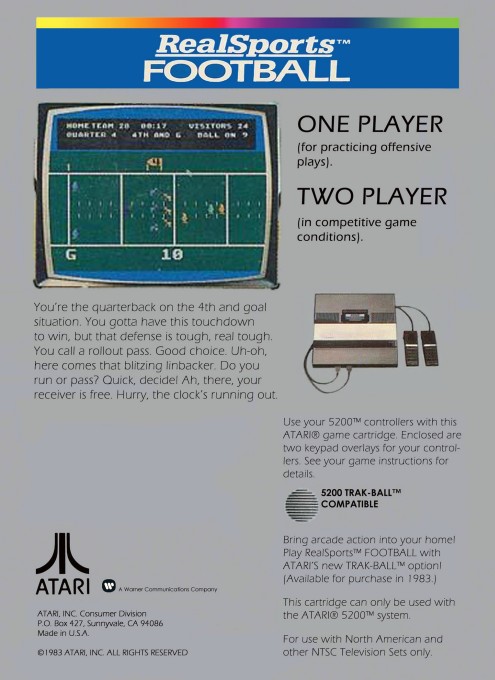 RealSports™
FOOTBALL
HOME TEAM 20 00:17 VISITORS 24
QUARTER 4 4TH AND G BALL ON 9
G 10
ONE PLAYER
(for practicing offensive
plays).
TWO PLAYER
(in competitive game
conditions).
You're the quarterback on the 4th and goal
situation. You gotta have this touchdown
to win, but that defense is tough, real tough.
You call a rollout pass. Good choice. Uh-oh,
here comes that blitzing linbacker. Do you
run or pass? Quick, decide! Ah, there, your
receiver is free. Hurry, the clock's running out.
Use your 5200™ controllers with this
ATARI® game cartridge. Enclosed are
two keypad overlays for your control-
lers. See your game instructions for
details.
5200 TRAK-BALL™
COMPATIBLE
Bring arcade action into your home!
Play RealSports™ FOOTBALL with
ATARI'S new TRAK-BALL™ option!
(Available for purchase in 1983.)
This cartridge can only be used with
the ATARI® 5200™ system.
For use with North American and
other NTSC Television Sets only.
ATARI
A Warner Communications Company
ATARI, INC. Consumer Division
P.O. Box 427, Sunnyvale, CA 94086
Made in U.S.A.
©1983 ATARI, INC. ALL RIGHTS RESERVED